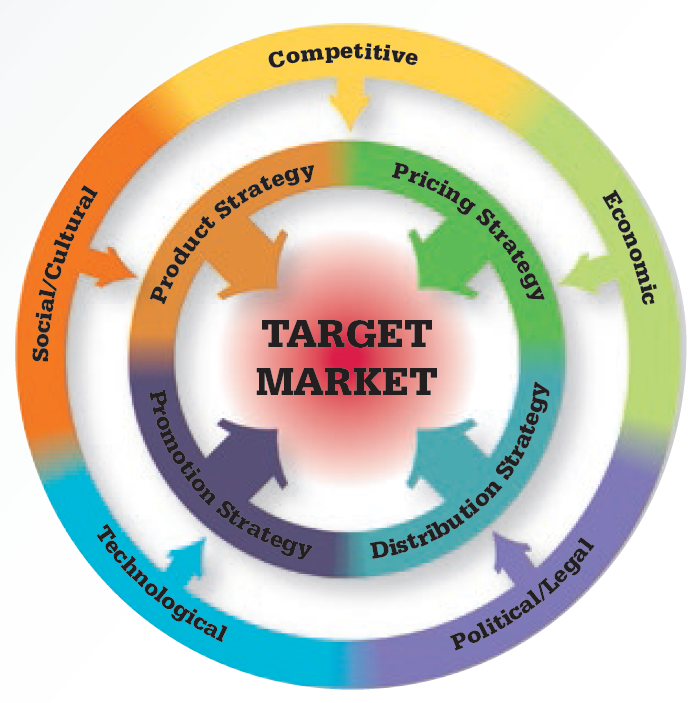 Competitive
Social/Cultural
Economic
Product Strategy
Pricing Strategy
TARGET
MARKET
Promotion Strategy
Distribution Strategy
Technological
Political/Legal